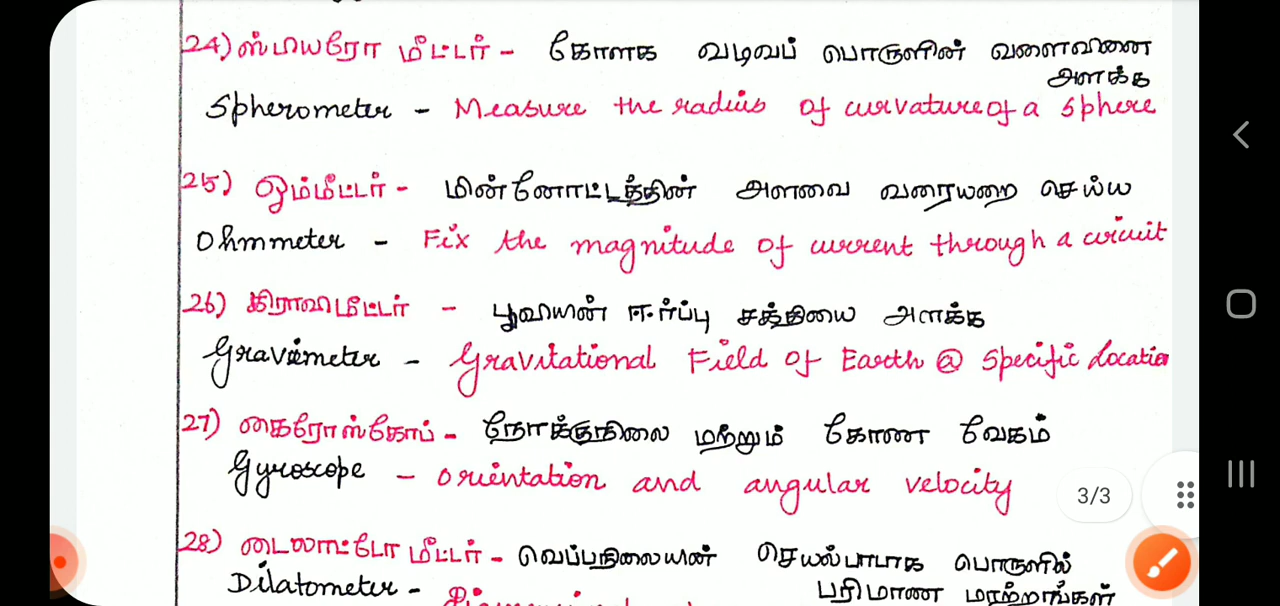 24) ஸ்பியரோ மீட்டர் - கோளக வடிவப் பொருளின் வளைவினை
அளக்க
Spherometer - Measure the radius of curvature of a sphere
25) ஓம்மீட்டர் - மின்னோட்டத்தின் அளவை வரையறை செய்ய
Ohmmeter - Fix the magnitude of current through a circuit
26) கிராவிமீட்டர் - பூவியின் ஈர்ப்பு சக்தியை அளக்க
Gravimeter - Gravitational Field of Earth @ Specific Location
27) கைரோஸ்கோப் - நோக்குநிலை மற்றும் கோண வேகம்
Gyroscope - Orientation and angular velocity
3/3
28) டைலாட்டோ மீட்டர் - வெப்பநிலையின் செயல்பாடாக பொருளில்
Dilatometer - பரிமாண மாற்றங்கள்